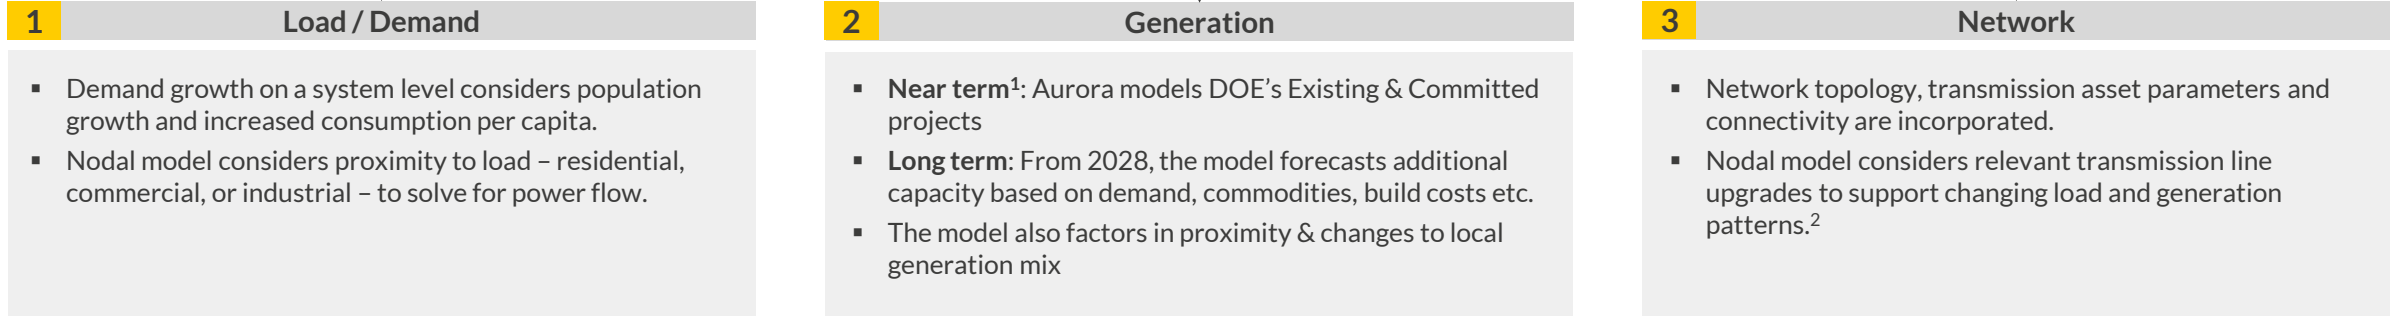 1 Load / Demand
▪ Demand growth on a system level considers population
growth and increased consumption per capita.
▪ Nodal model considers proximity to load – residential,
commercial, or industrial – to solve for power flow.
2 Generation
▪ Near term¹: Aurora models DOE’s Existing & Committed
projects
▪ Long term: From 2028, the model forecasts additional
capacity based on demand, commodities, build costs etc.
▪ The model also factors in proximity & changes to local
generation mix
3 Network
▪ Network topology, transmission asset parameters and
connectivity are incorporated.
▪ Nodal model considers relevant transmission line
upgrades to support changing load and generation
patterns.²